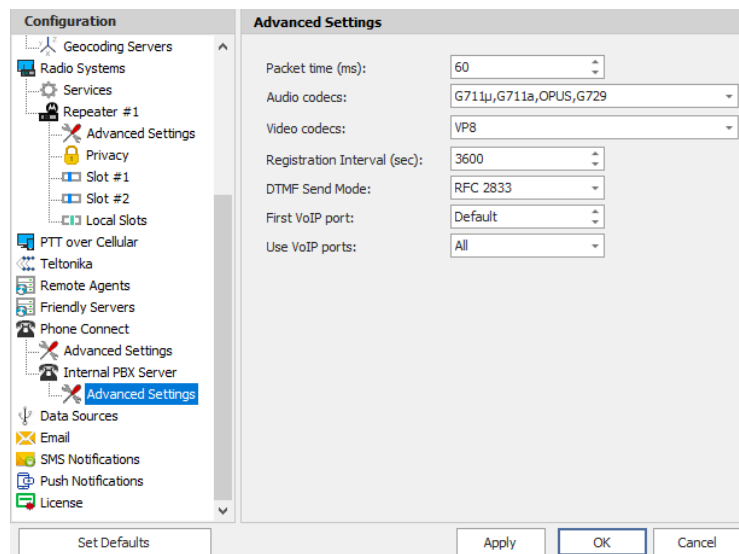 Configuration
Geocoding Servers
Radio Systems
Services
Repeater #1
Advanced Settings
Privacy
Slot #1
Slot #2
Local Slots
PTT over Cellular
Teltonika
Remote Agents
Friendly Servers
Phone Connect
Advanced Settings
Internal PBX Server
Advanced Settings
Data Sources
Email
SMS Notifications
Push Notifications
License
Set Defaults
Advanced Settings
Packet time (ms): 60
Audio codecs: G711µ,G711a,OPUS,G729
Video codecs: VP8
Registration Interval (sec): 3600
DTMF Send Mode: RFC 2833
First VoIP port: Default
Use VoIP ports: All
Apply OK Cancel